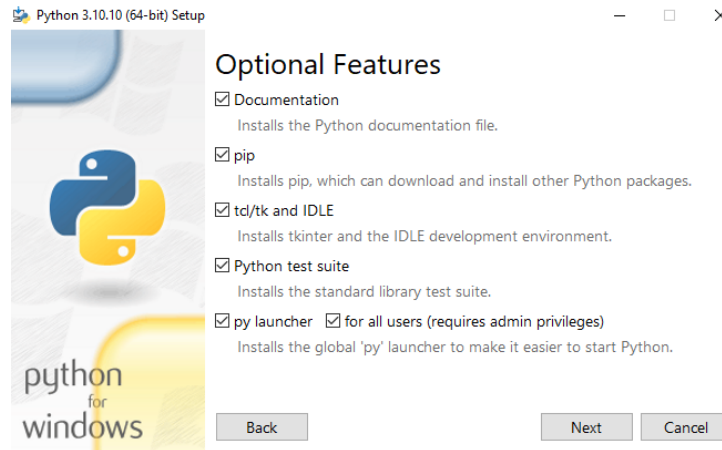 Python 3.10.10 (64-bit) Setup
Optional Features
Documentation
Installs the Python documentation file.
pip
Installs pip, which can download and install other Python packages.
tcl/tk and IDLE
Installs tkinter and the IDLE development environment.
Python test suite
Installs the standard library test suite.
py launcher for all users (requires admin privileges)
Installs the global 'py' launcher to make it easier to start Python.
python
for
windows
Back Next Cancel